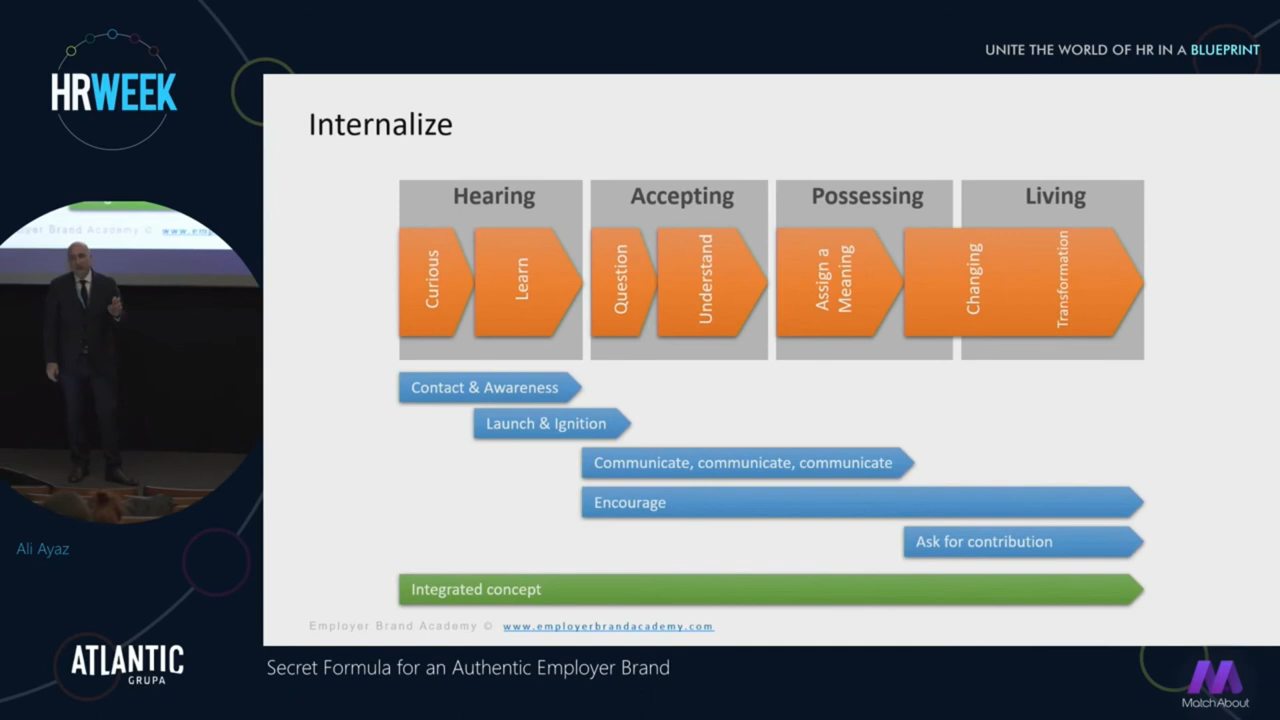 HRWEEK
UNITE THE WORLD OF HR IN A BLUEPRINT
Internalize
Hearing
Accepting
Possessing
Living
Curious
Learn
Question
Understand
Assign a
Meaning
Changing
Transformation
Contact & Awareness
Launch & Ignition
Communicate, communicate, communicate
Encourage
Ask for contribution
Integrated concept
Employer Brand Academy © www.employerbrandacademy.com
Brand Academy ©
Ali Ayaz
ATLANTIC
GRUPA
Secret Formula for an Authentic Employer Brand
MatchAbout